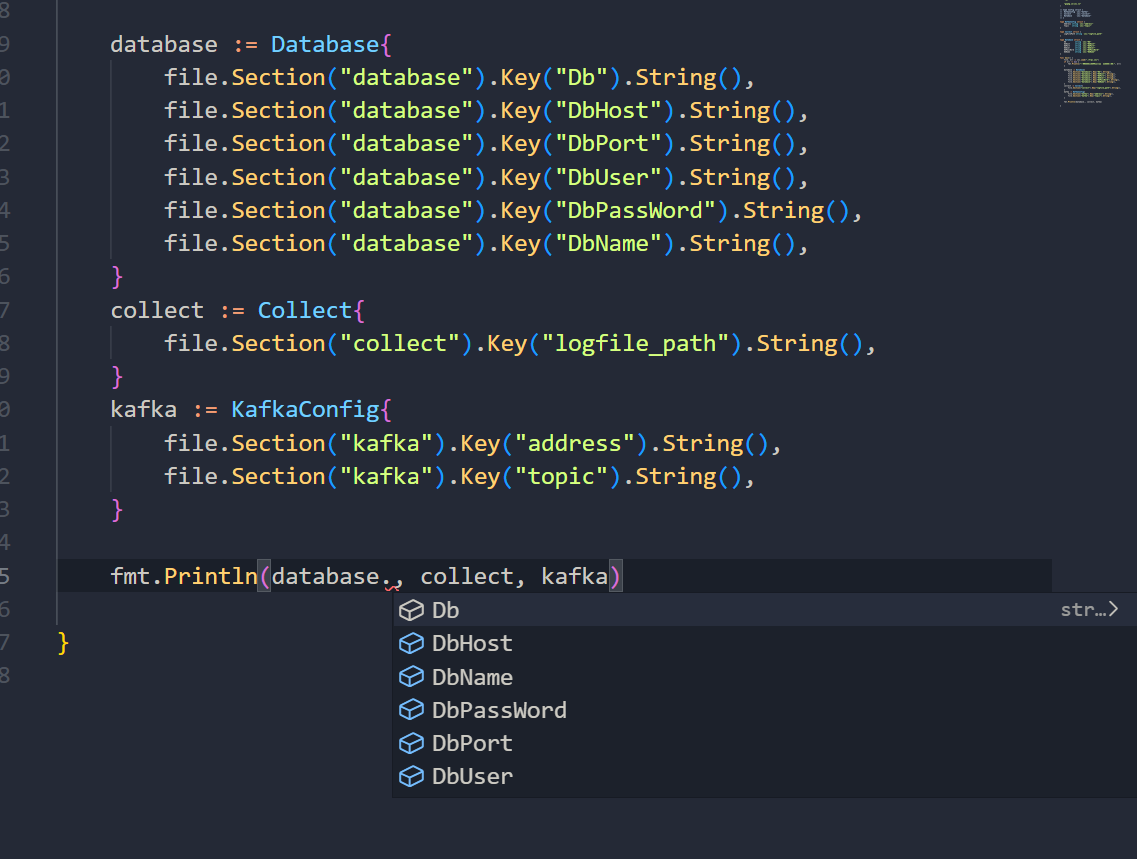 8
9 database := Database{
0 file.Section("database").Key("Db").String(),
1 file.Section("database").Key("DbHost").String(),
2 file.Section("database").Key("DbPort").String(),
3 file.Section("database").Key("DbUser").String(),
4 file.Section("database").Key("DbPassWord").String(),
5 file.Section("database").Key("DbName").String(),
6 }
7 collect := Collect{
8 file.Section("collect").Key("logfile_path").String(),
9 }
0 kafka := KafkaConfig{
1 file.Section("kafka").Key("address").String(),
2 file.Section("kafka").Key("topic").String(),
3 }
4
5 fmt.Println(database., collect, kafka)
6 Db str…
7 } DbHost
8 DbName
DbPassWord
DbPort
DbUser